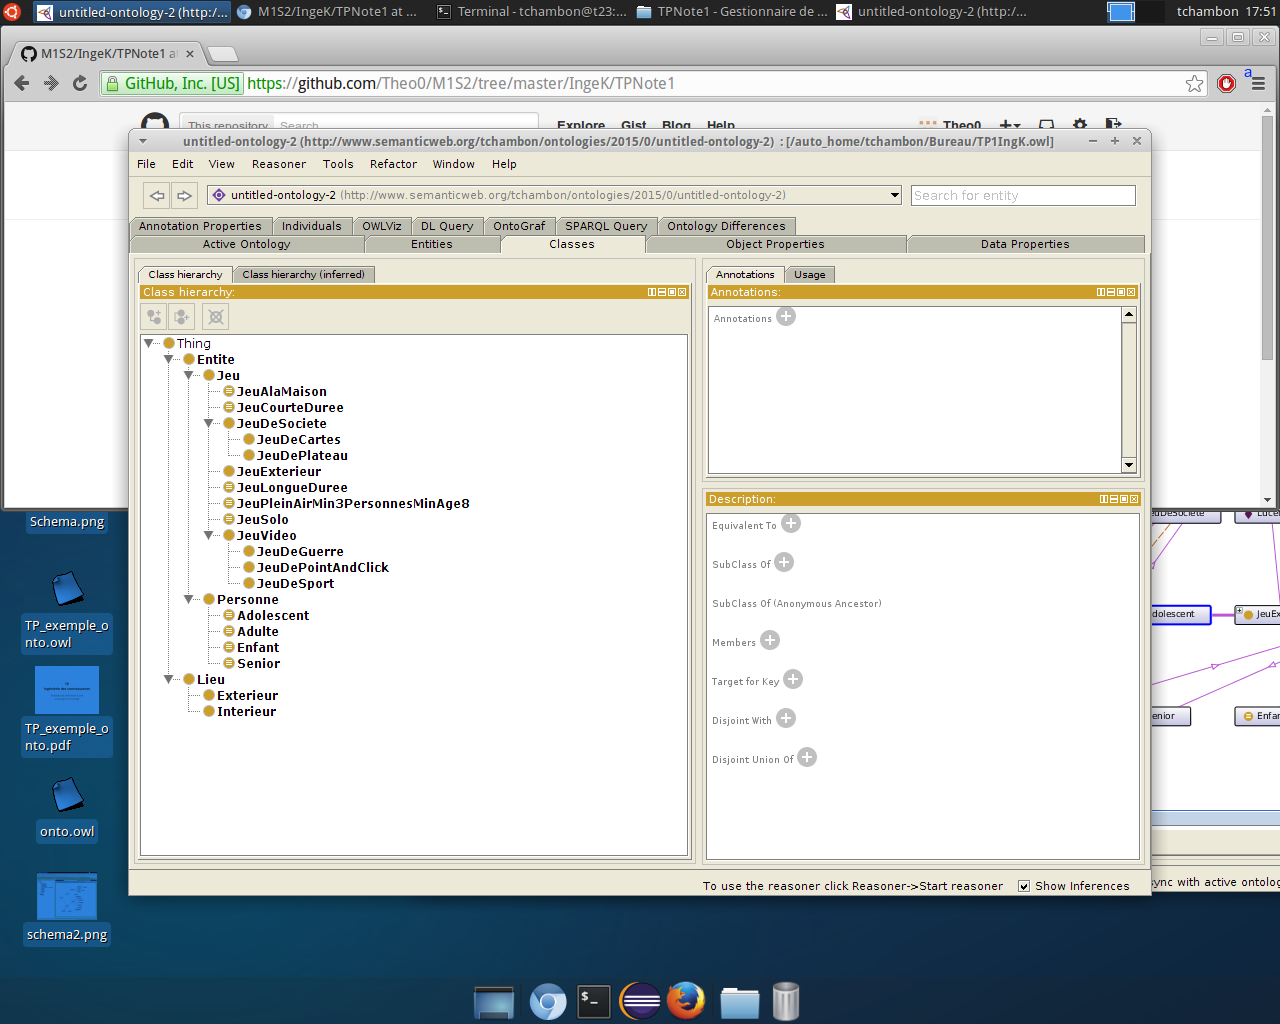 untitled-ontology-2 (http:/...
M1S2/IngeK/TPNote1 at ...
Terminal - tchambon@t23:...
TPNote1 - Gestionnaire de ...
untitled-ontology-2 (http:/...
tchambon 17:51
M1S2/IngeK/TPNote1 a
GitHub, Inc. [US] https://github.com/Theo0/M1S2/tree/master/IngeK/TPNote1
a
This repository Search Explore Gist Blog Help Theo0
untitled-ontology-2 (http://www.semanticweb.org/tchambon/ontologies/2015/0/untitled-ontology-2) : [/auto_home/tchambon/Bureau/TP1IngK.owl]
File Edit View Reasoner Tools Refactor Window Help
untitled-ontology-2 (http://www.semanticweb.org/tchambon/ontologies/2015/0/untitled-ontology-2)
Search for entity
Annotation Properties Individuals OWLViz DL Query OntoGraf SPARQL Query Ontology Differences
Active Ontology Entities Classes Object Properties Data Properties
Class hierarchy Class hierarchy (inferred)
Class hierarchy:
Thing
Entite
Jeu
JeuAlaMaison
JeuCourteDuree
JeuDeSociete
JeuDeCartes
JeuDePlateau
JeuExterieur
JeuLongueDuree
JeuPleinAirMin3PersonnesMinAge8
JeuSolo
JeuVideo
JeuDeGuerre
JeuDePointAndClick
JeuDeSport
Personne
Adolescent
Adulte
Enfant
Senior
Lieu
Exterieur
Interieur
Annotations Usage
Annotations:
Annotations
Description:
Equivalent To
SubClass Of
SubClass Of (Anonymous Ancestor)
Members
Target for Key
Disjoint With
Disjoint Union Of
To use the reasoner click Reasoner->Start reasoner Show Inferences
Schema.png
TP_exemple_o
nto.owl
TP_exemple_o
nto.pdf
onto.owl
schema2.png
dolescent
JeuEx
enior
Enfar
sync with active ontolog